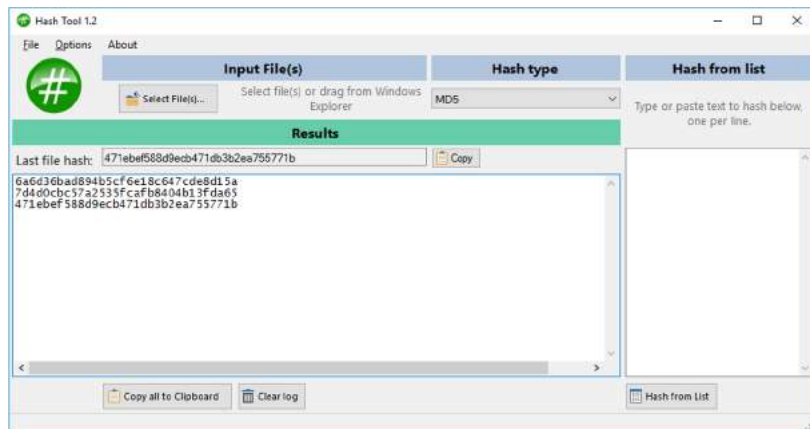 Hash Tool 1.2
File Options About
#
Input File(s)
Hash type
Hash from list
Select File(s)...
Select file(s) or drag from Windows
Explorer
MD5
Type or paste text to hash below,
one per line.
Results
Last file hash: 471ebef588d9ecb471db3b2ea755771b Copy
6a6d36bad894b5cf6e18c647cde8d15a
7d4d0cbc57a2535fcafb8404b13fda65
471ebef588d9ecb471db3b2ea755771b
Copy all to Clipboard
Clear log
Hash from List